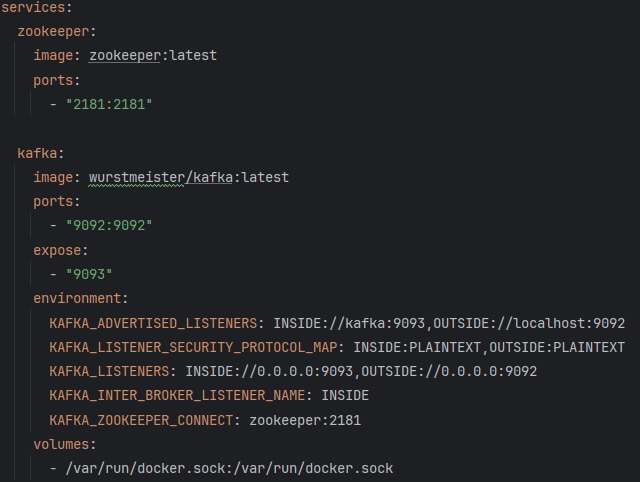 services:
  zookeeper:
    image: zookeeper:latest
    ports:
      - "2181:2181"

  kafka:
    image: wurstmeister/kafka:latest
    ports:
      - "9092:9092"
    expose:
      - "9093"
    environment:
      KAFKA_ADVERTISED_LISTENERS: INSIDE://kafka:9093,OUTSIDE://localhost:9092
      KAFKA_LISTENER_SECURITY_PROTOCOL_MAP: INSIDE:PLAINTEXT,OUTSIDE:PLAINTEXT
      KAFKA_LISTENERS: INSIDE://0.0.0.0:9093,OUTSIDE://0.0.0.0:9092
      KAFKA_INTER_BROKER_LISTENER_NAME: INSIDE
      KAFKA_ZOOKEEPER_CONNECT: zookeeper:2181
    volumes:
      - /var/run/docker.sock:/var/run/docker.sock